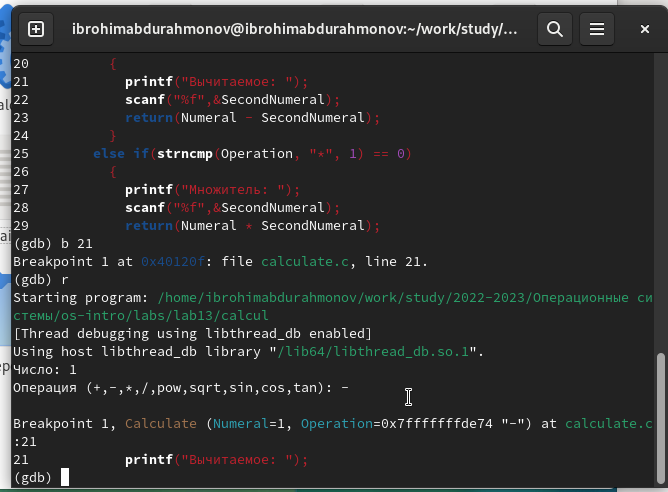 ibrohimabdurahmonov@ibrohimabdurahmonov:~/work/study/...
20 {
21 printf("Вычитаемое: ");
22 scanf("%f",&SecondNumeral);
23 return(Numeral - SecondNumeral);
24 }
25 else if(strncmp(Operation, "*", 1) == 0)
26 {
27 printf("Множитель: ");
28 scanf("%f",&SecondNumeral);
29 return(Numeral * SecondNumeral);
(gdb) b 21
Breakpoint 1 at 0x40120f: file calculate.c, line 21.
(gdb) r
Starting program: /home/ibrohimabdurahmonov/work/study/2022-2023/Операционные си
стемы/os-intro/labs/lab13/calcul
[Thread debugging using libthread_db enabled]
Using host libthread_db library "/lib64/libthread_db.so.1".
Число: 1
Операция (+,-,*,/,pow,sqrt,sin,cos,tan): -
Breakpoint 1, Calculate (Numeral=1, Operation=0x7fffffffde74 "-") at calculate.c
:21
21 printf("Вычитаемое: ");
(gdb)